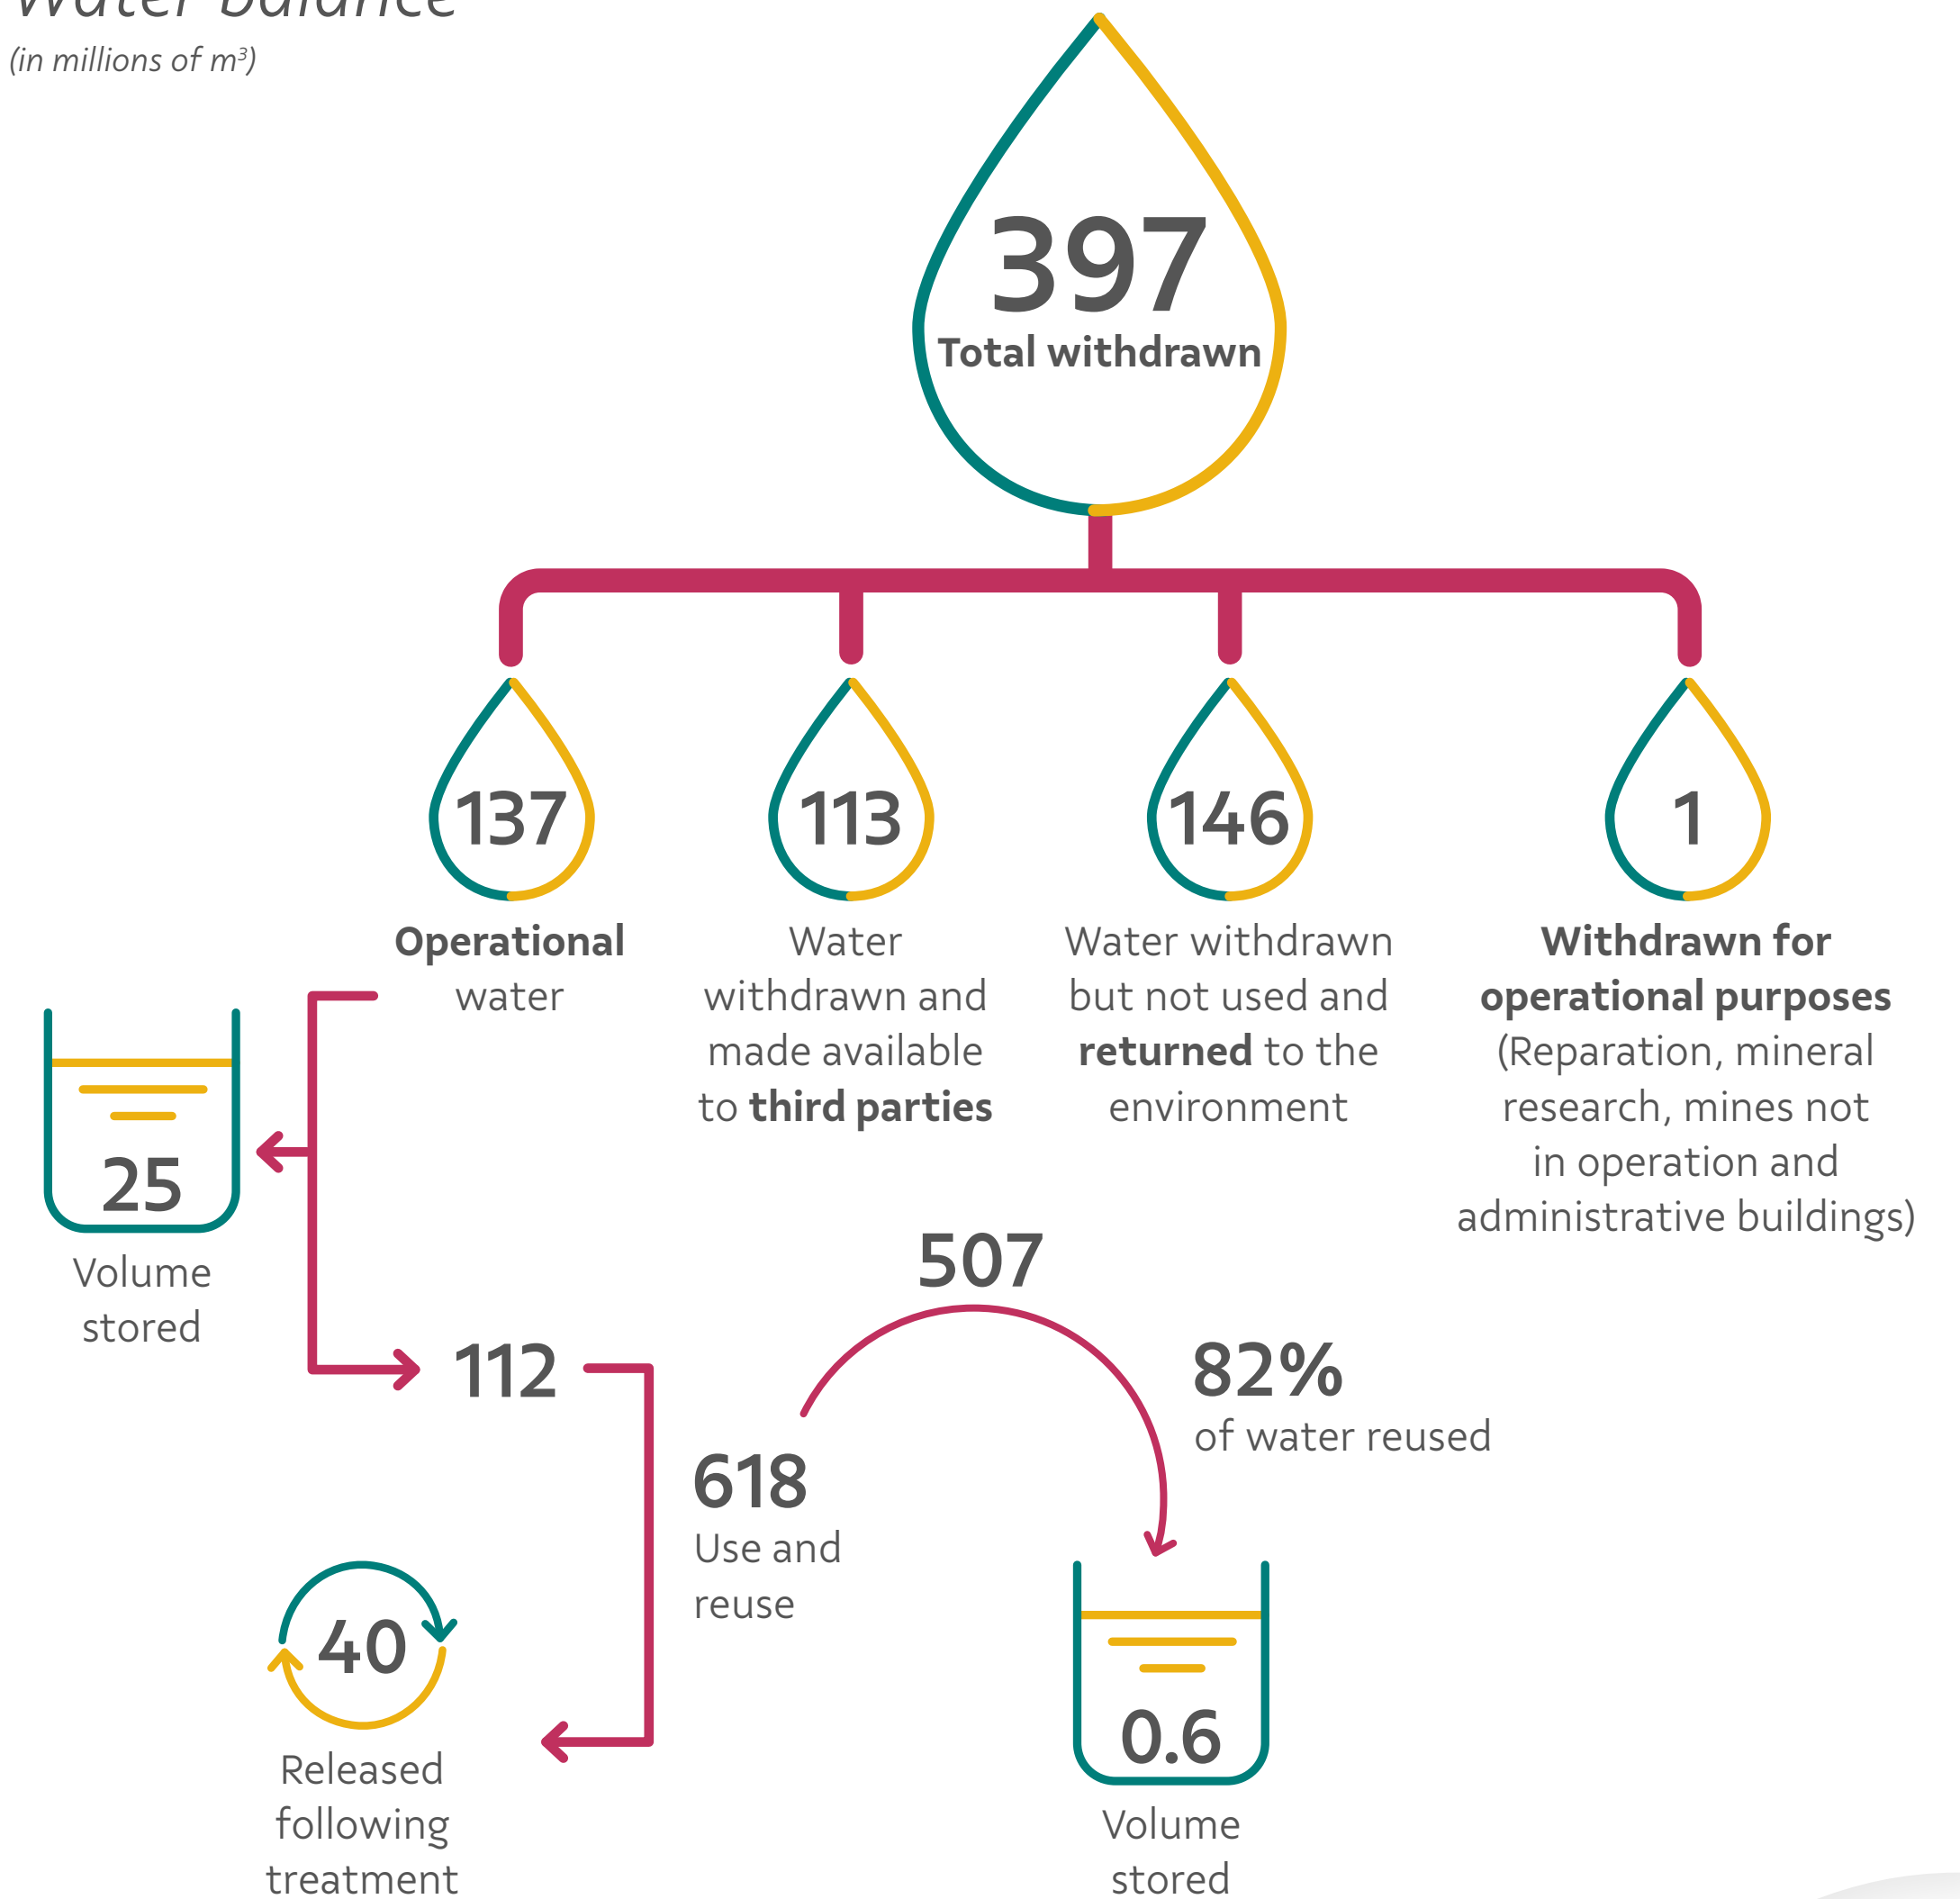 Water balance
(in millions of m³)
397
Total withdrawn
137
Operational
water
113
Water
withdrawn and
made available
to third parties
146
Water withdrawn
but not used and
returned to the
environment
1
Withdrawn for
operational purposes
(Reparation, mineral
research, mines not
in operation and
administrative buildings)
25
Volume
stored
112
618
Use and
reuse
507
82%
of water reused
40
Released
following
treatment
0.6
Volume
stored